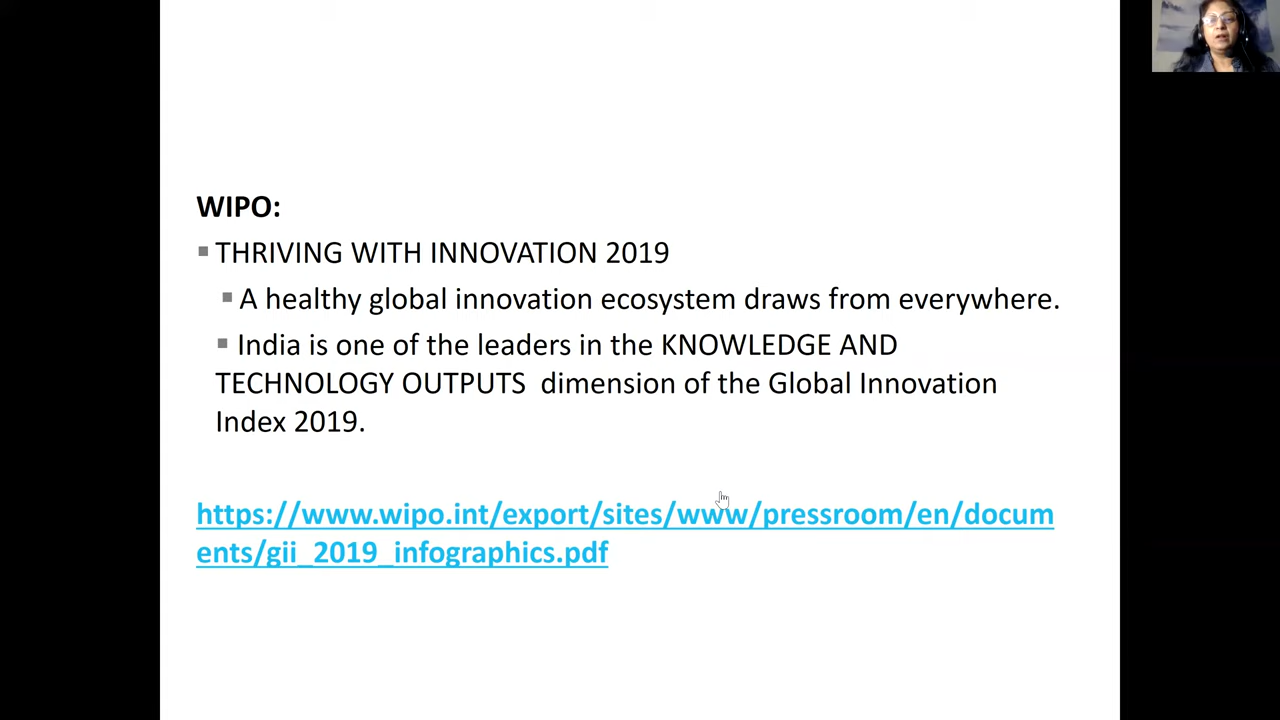 WIPO:
THRIVING WITH INNOVATION 2019
A healthy global innovation ecosystem draws from everywhere.
India is one of the leaders in the KNOWLEDGE AND
TECHNOLOGY OUTPUTS dimension of the Global Innovation
Index 2019.
https://www.wipo.int/export/sites/www/pressroom/en/docum
ents/gii_2019_infographics.pdf